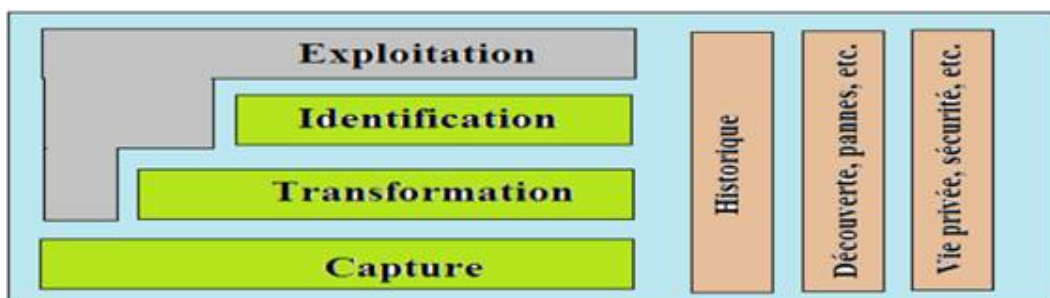 Exploitation
Identification
Transformation
Capture
Historique
Découverte, pannes, etc.
Vie privée, sécurité, etc.